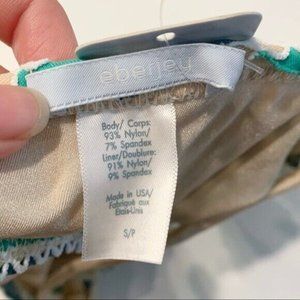 eberjey
Body/ Corps:
93% Nylon/
7% Spandex
Liner/Doublure:
91% Nylon/
9% Spandex
Made in USA/
Fabriqué aux
États-Unis
S/P